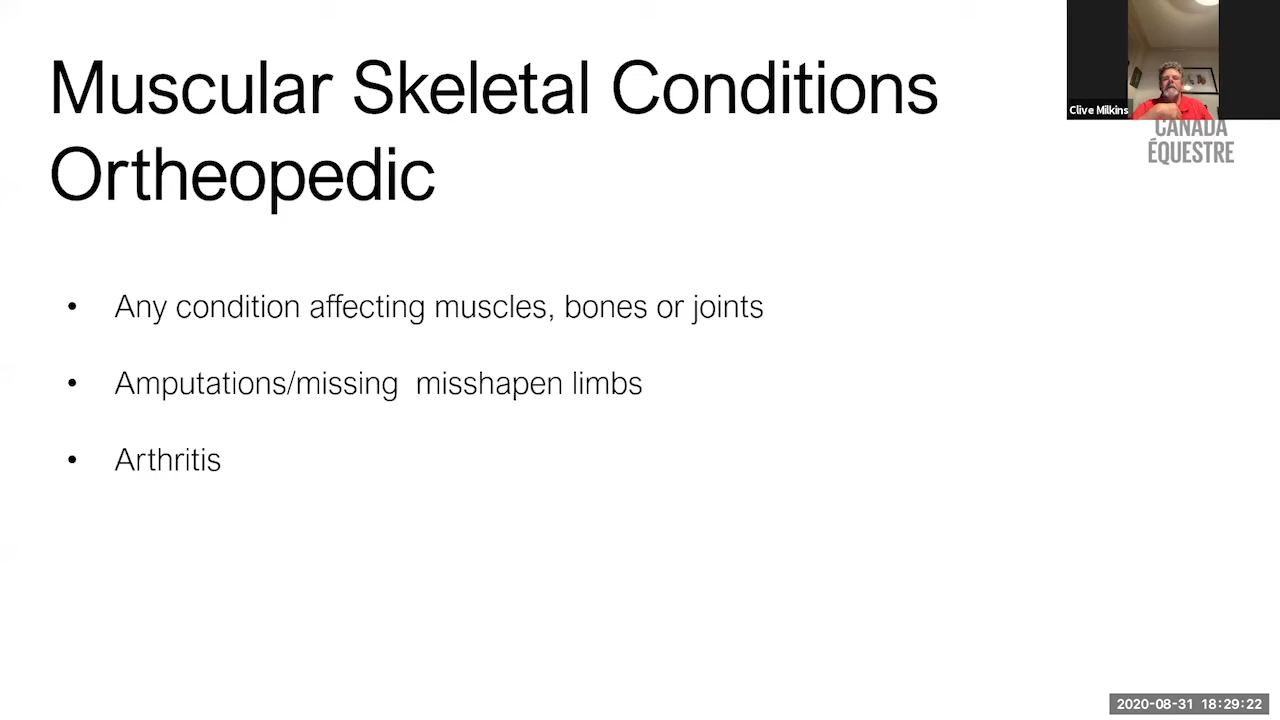 Muscular Skeletal Conditions
Ortheopedic
• Any condition affecting muscles, bones or joints
• Amputations/missing  misshapen limbs
• Arthritis
Clive Milkins
CANADA
ÉQUESTRE
2020-08-31 18:29:22